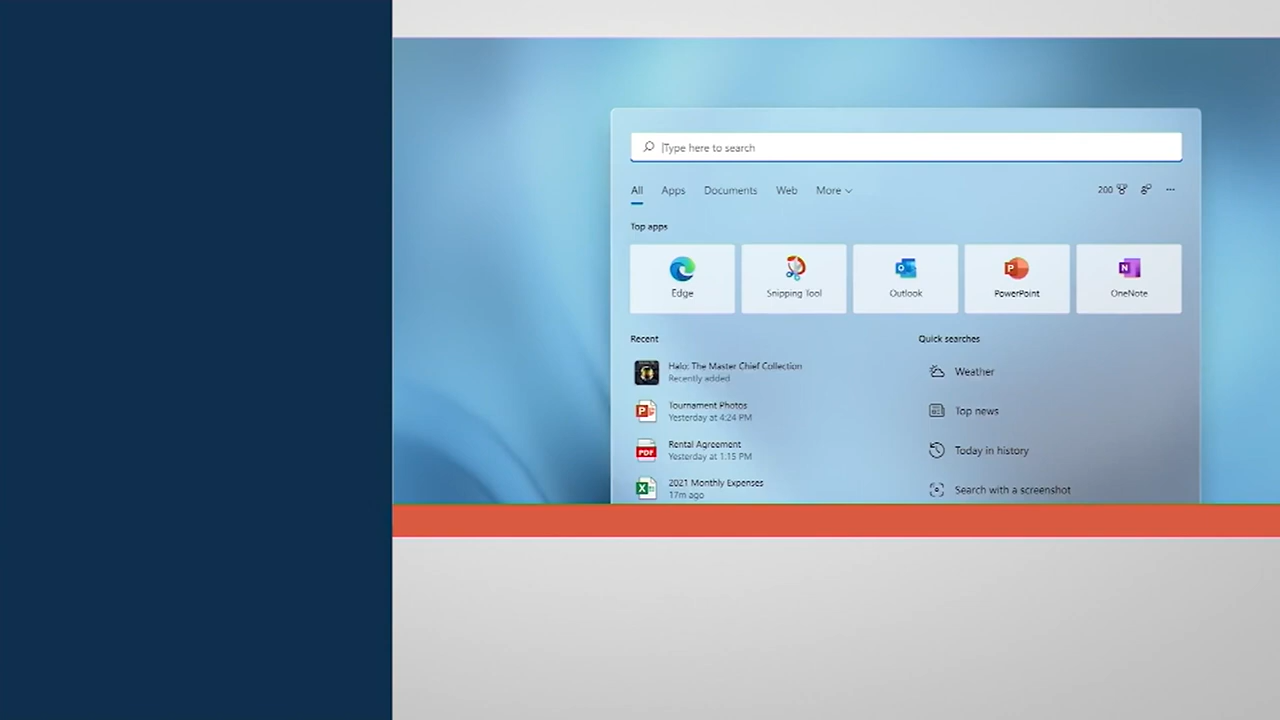 Type here to search
All Apps Documents Web More 200 ...
Top apps
Edge Snipping Tool Outlook PowerPoint OneNote
Recent
Halo: The Master Chief Collection
Recently added
Tournament Photos
Yesterday at 4:24 PM
Rental Agreement
Yesterday at 1:15 PM
2021 Monthly Expenses
17m ago
Quick searches
Weather
Top news
Today in history
Search with a screenshot